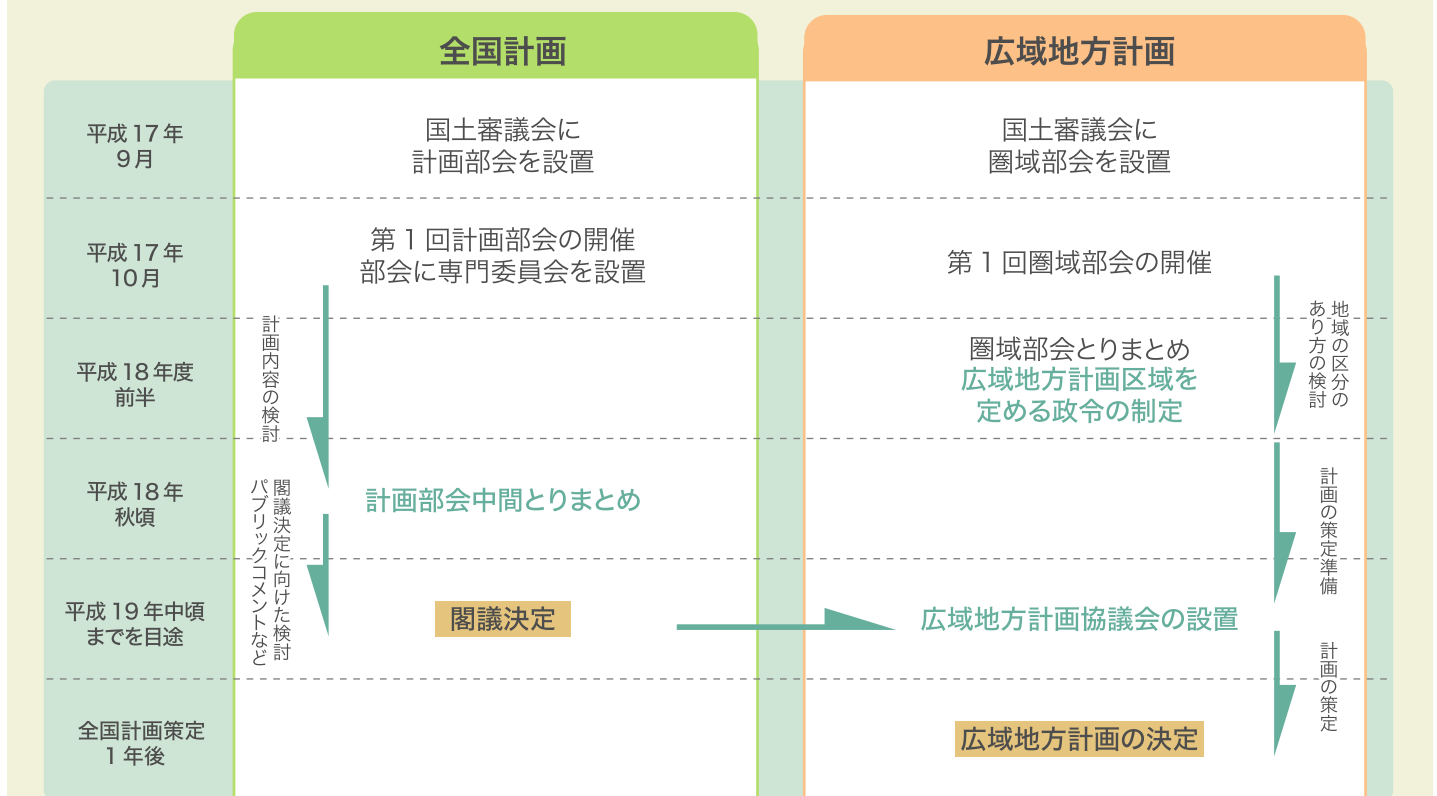 全国計画
広域地方計画
平成17年
9月
国土審議会に
計画部会を設置
国土審議会に
圏域部会を設置
平成17年
10月
第1回計画部会の開催
部会に専門委員会を設置
第1回圏域部会の開催
計画内容の検討
地域の区分の
あり方の検討
平成18年度
前半
圏域部会とりまとめ
広域地方計画区域を
定める政令の制定
平成18年
秋頃
閣議決定に向けた検討
パブリックコメントなど
計画部会中間とりまとめ
計画の策定準備
平成19年中頃
までを目途
閣議決定
広域地方計画協議会の設置
計画の策定
全国計画策定
1年後
広域地方計画の決定